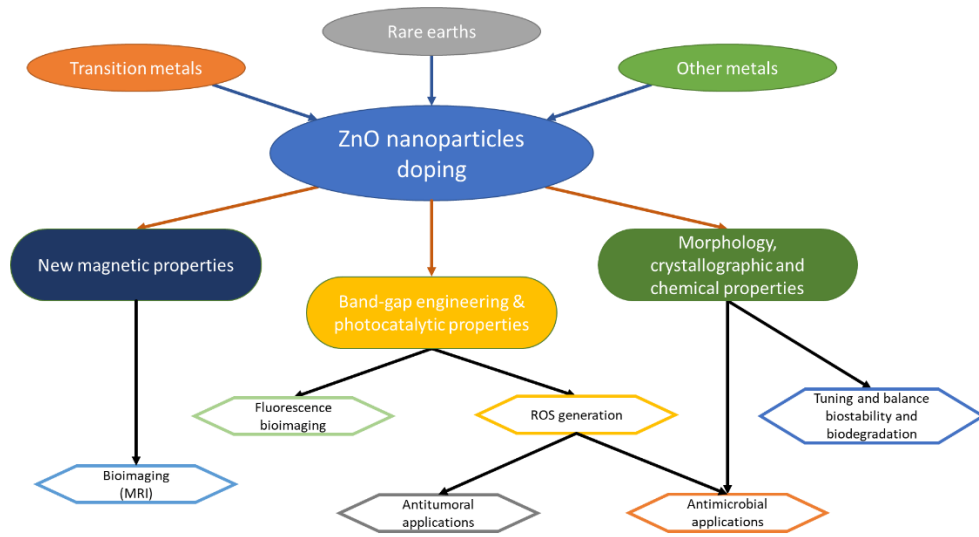 Rare earths
Transition metals
Other metals
ZnO nanoparticles
doping
New magnetic properties
Morphology,
crystallographic and
chemical properties
Band-gap engineering &
photocatalytic properties
Fluorescence
bioimaging
ROS generation
Tuning and balance
biostability and
biodegradation
Bioimaging
(MRI)
Antitumoral
applications
Antimicrobial
applications